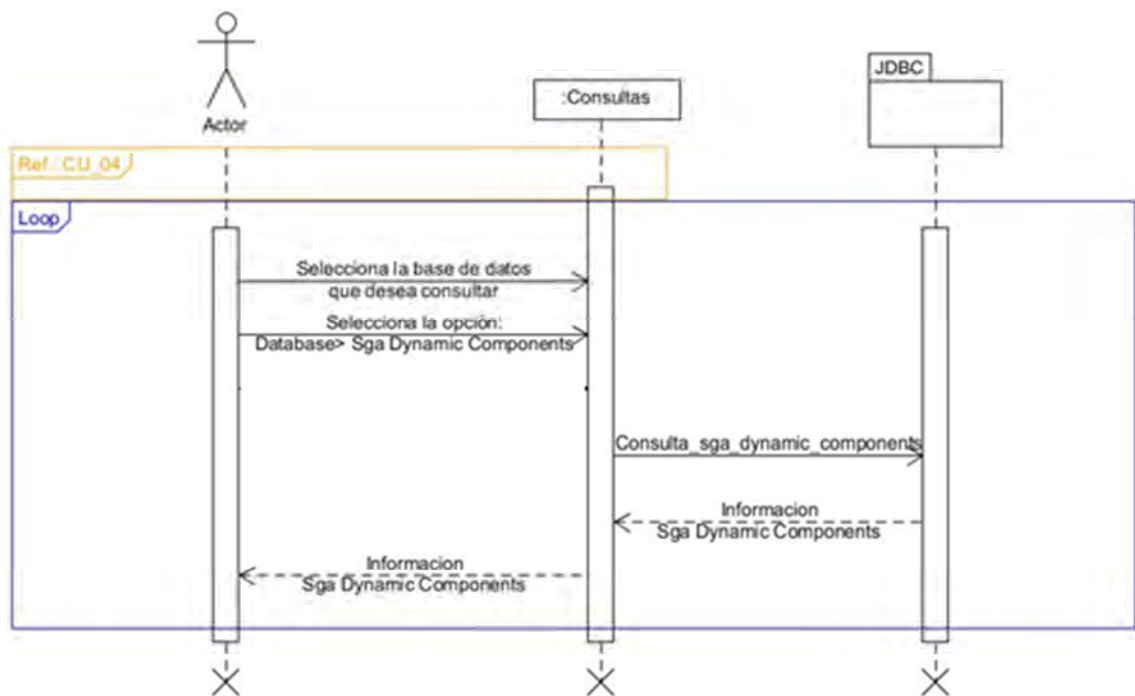 JDBC
:Consultas
Actor
Ref. CU_04
Loop
Selecciona la base de datos
que desea consultar
Selecciona la opción:
Database> Sga Dynamic Components
Consulta_sga_dynamic_components
Informacion
Sga Dynamic Components
Informacion
Sga Dynamic Components